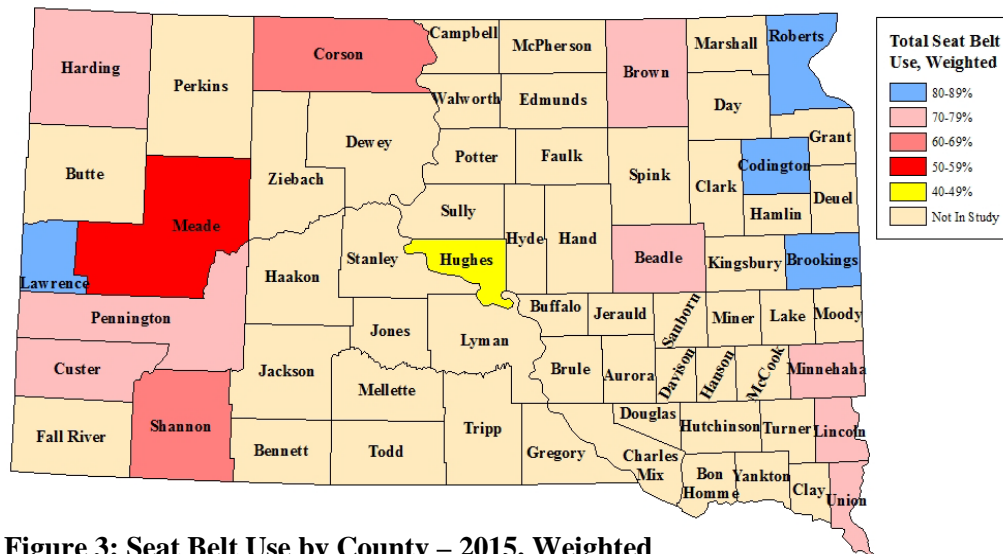 Campbell
McPherson
Marshall
Roberts
Harding
Corson
Brown
Perkins
Walworth
Edmunds
Day
Dewey
Grant
Butte
Potter
Faulk
Codington
Ziebach
Spink
Clark
Deuel
Sully
Hamlin
Meade
Hyde
Hand
Stanley
Hughes
Beadle
Kingsbury
Brookings
Lawrence
Haakon
Buffalo
Jerauld
Sanborn
Miner
Lake
Moody
Pennington
Jones
Lyman
Custer
Jackson
Brule
Aurora
Davison
Hanson
McCook
Minnehaha
Mellette
Shannon
Douglas
Fall River
Tripp
Hutchinson
Turner
Lincoln
Bennett
Todd
Gregory
Charles
Mix
Bon
Homme
Yankton
Clay
Union
Total Seat Belt
Use, Weighted
80-89%
70-79%
60-69%
50-59%
40-49%
Not In Study
Figure 3: Seat Belt Use by County – 2015, Weighted